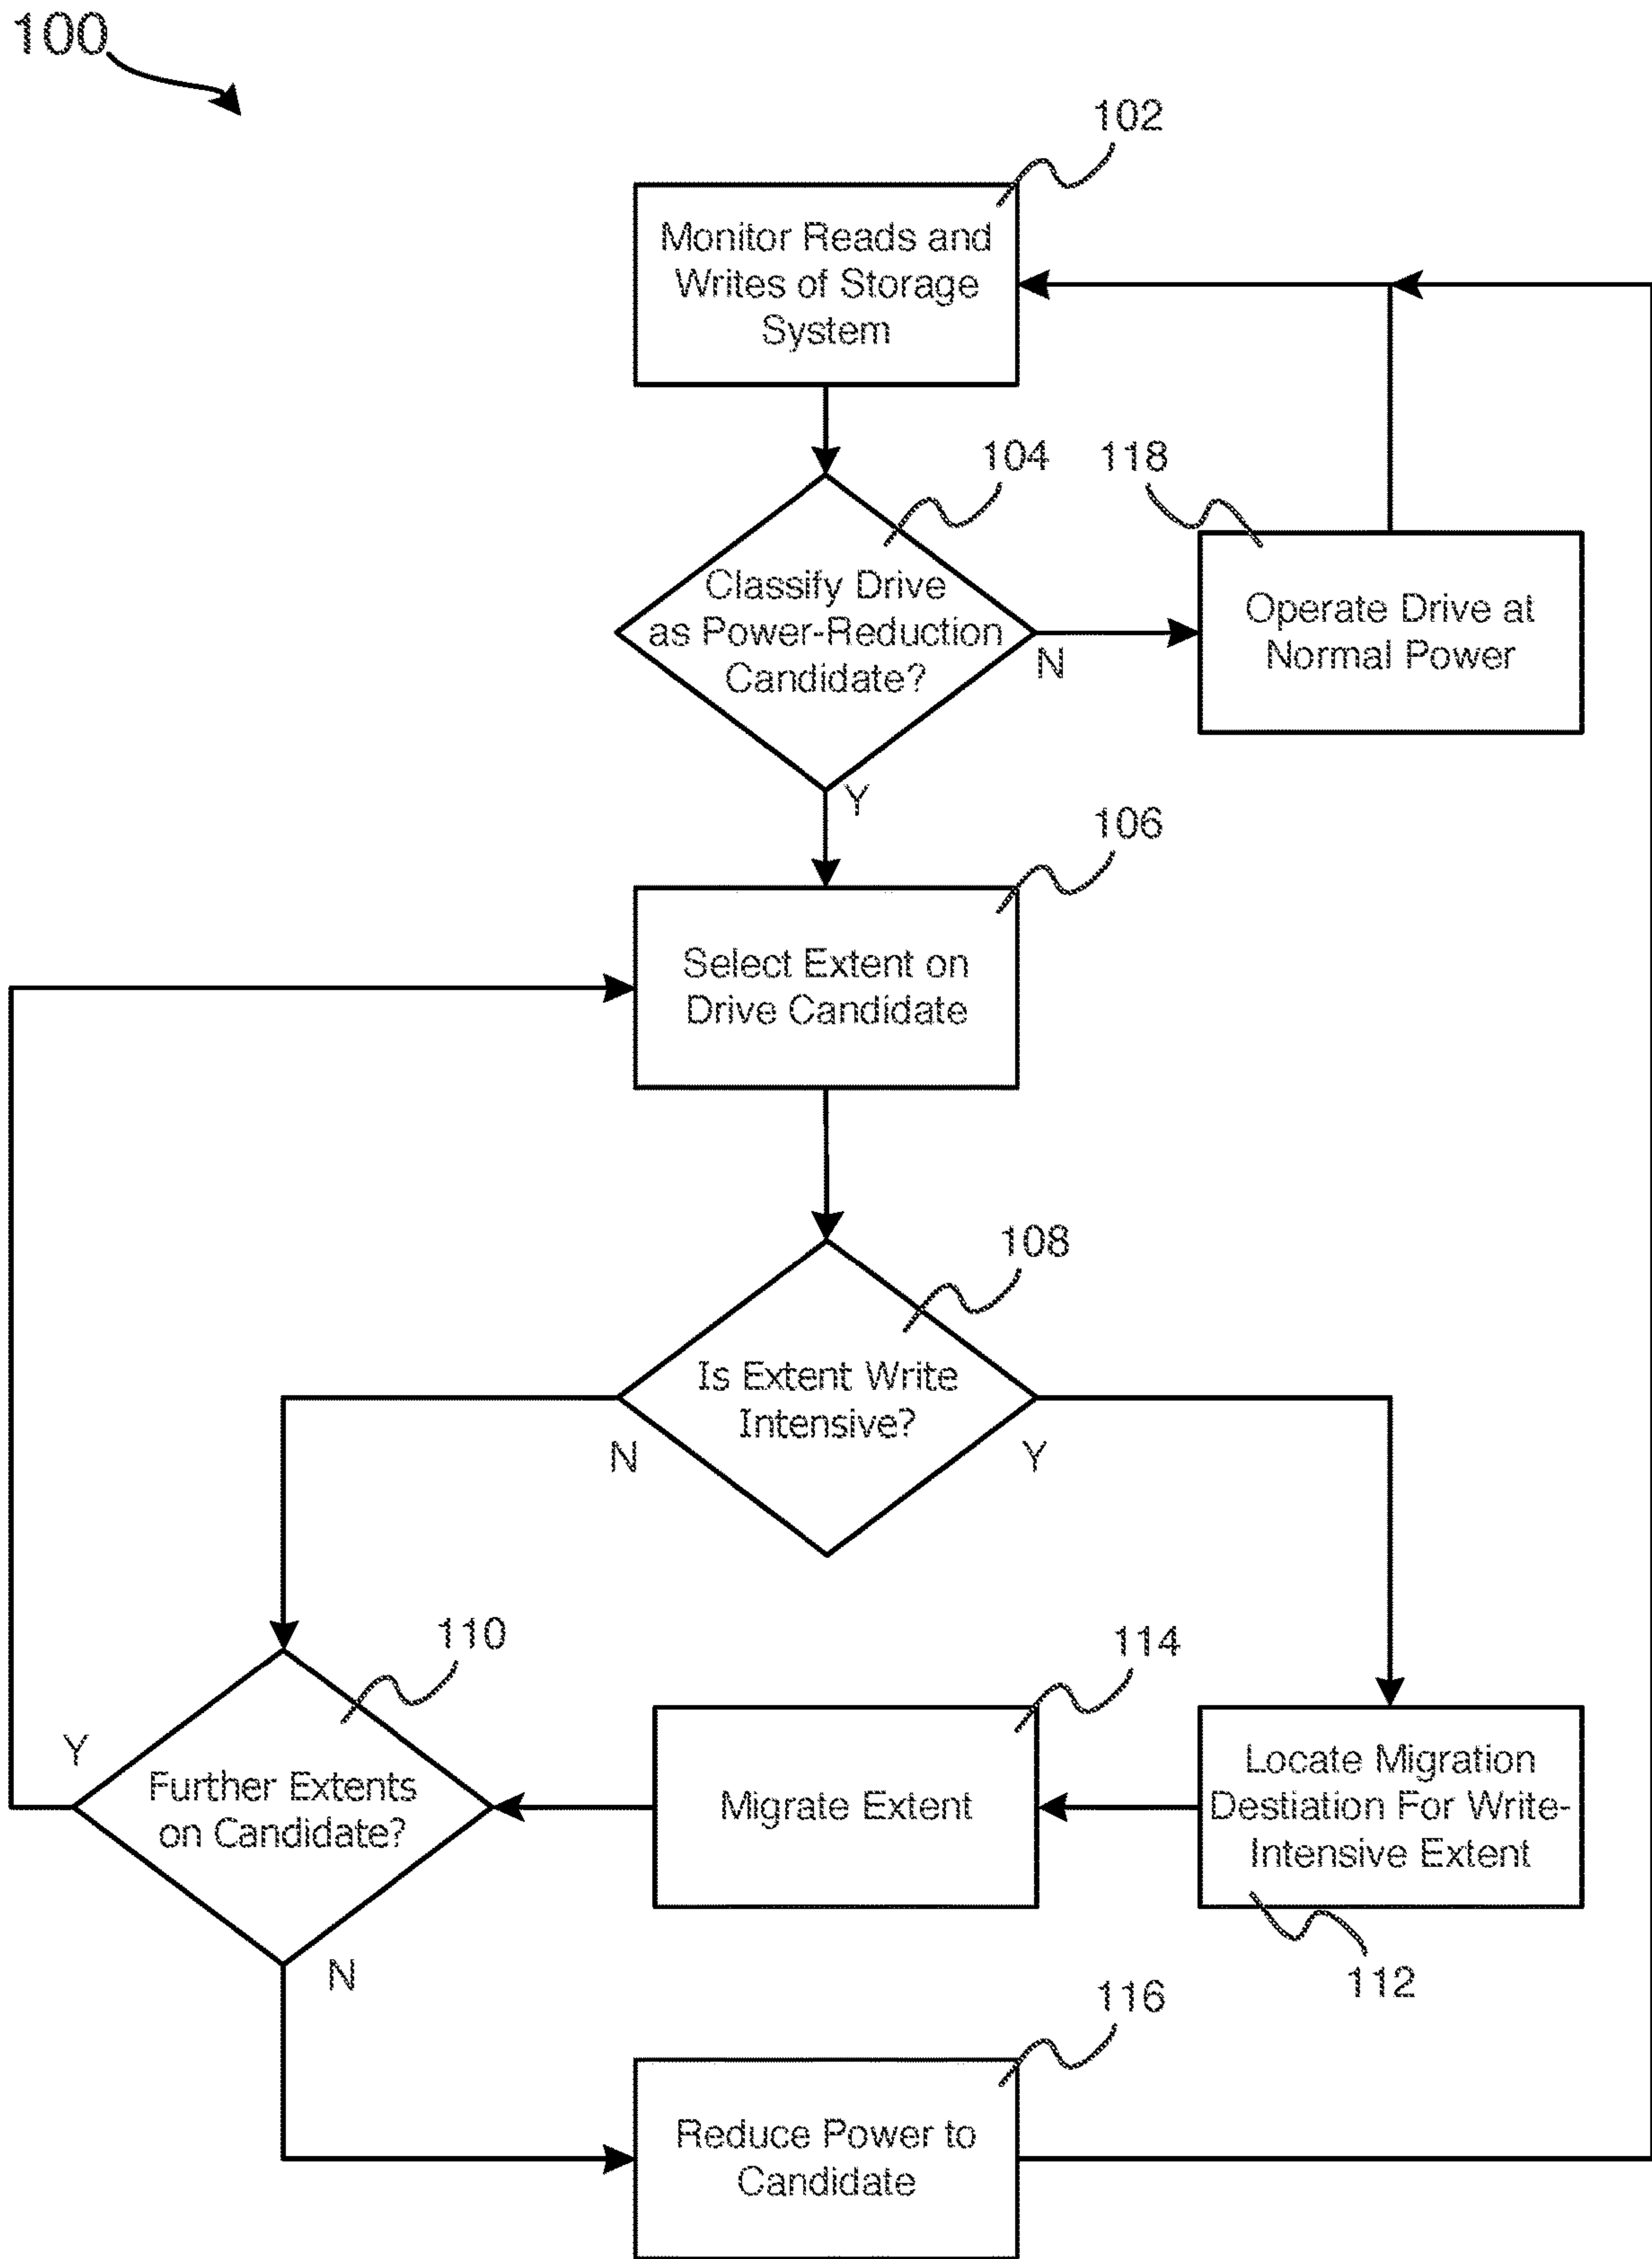 100
102
Monitor Reads and
Writes of Storage
System
104
118
Classify Drive
as Power-Reduction
Candidate?
N
Operate Drive at
Normal Power
Y
106
Select Extent on
Drive Candidate
108
Is Extent Write
Intensive?
N
Y
110
114
Y
Further Extents
on Candidate?
Migrate Extent
Locate Migration
Destiation For Write-
Intensive Extent
N
112
116
Reduce Power to
Candidate